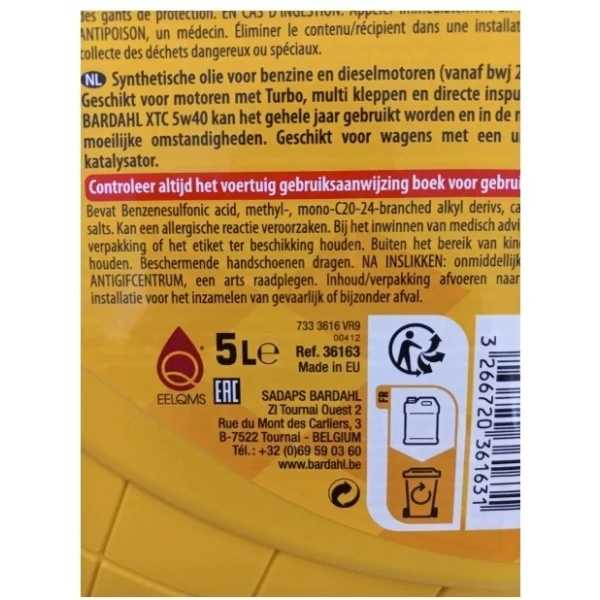 des gants de protection. EN CAS D'INGESTION: Appeler immédiatement un
ANTIPOISON, un médecin. Éliminer le contenu/récipient dans une installat
collecte des déchets dangereux ou spéciaux.
NL Synthetische olie voor benzine en dieselmotoren (vanaf bwj 2
Geschikt voor motoren met Turbo, multi kleppen en directe inspu
BARDAHL XTC 5w40 kan het gehele jaar gebruikt worden en in de m
moeilijke omstandigheden. Geschikt voor wagens met een u
katalysator.
Controleer altijd het voertuig gebruiksaanwijzing boek voor gebrui
Bevat Benzenesulfonic acid, methyl-, mono-C20-24-branched alkyl derivs, ca
salts. Kan een allergische reactie veroorzaken. Bij het inwinnen van medisch advi
verpakking of het etiket ter beschikking houden. Buiten het bereik van kin
houden. Beschermende handschoenen dragen. NA INSLIKKEN: onmiddellijk
ANTIGIFCENTRUM, een arts raadplegen. Inhoud/verpakking afvoeren naar
installatie voor het inzamelen van gevaarlijk of bijzonder afval.
733 3616 VR9
00412
5L e
Ref. 36163
Made in EU
EELQMS
EAC
SADAPS BARDAHL
ZI Tournai Ouest 2
Rue du Mont des Carliers, 3
B-7522 Tournai - BELGIUM
Tél.: +32 (0)69 59 03 60
www.bardahl.be
FR
3 266720 361631